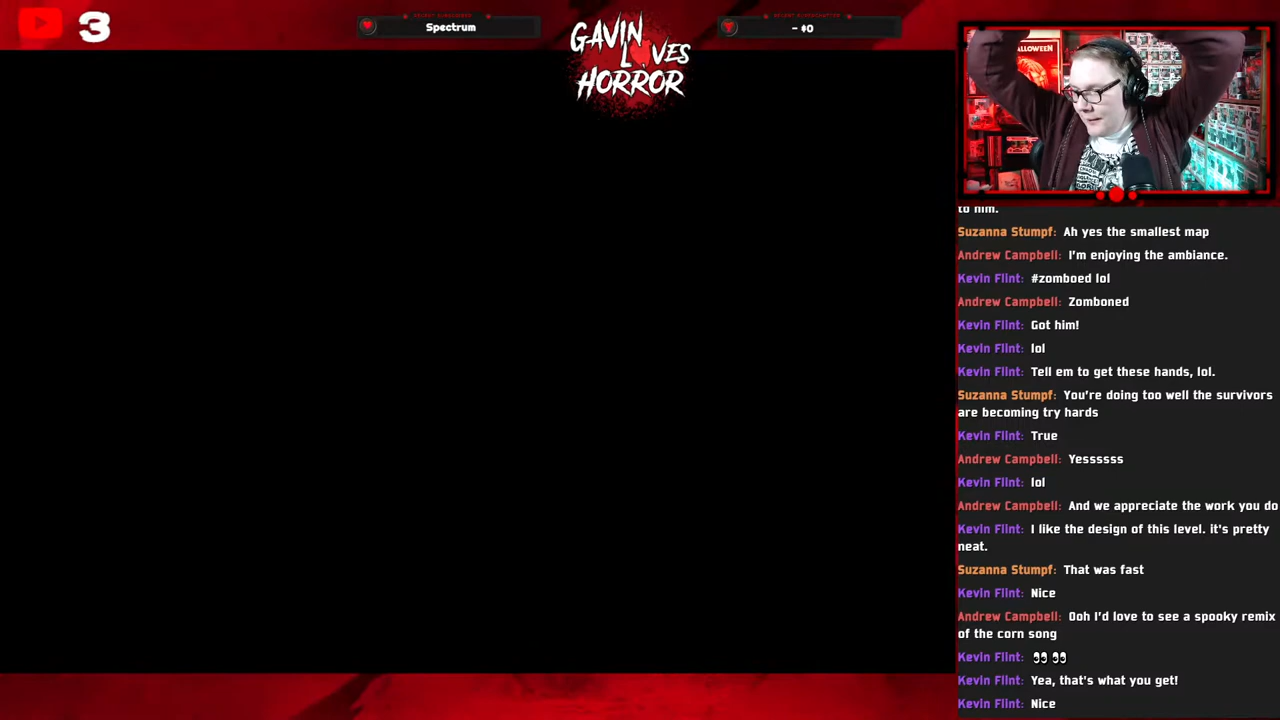 3
Spectrum
- $0
GAVIN
LOVES
HORROR
HALLOWEEN
to him.
Suzanna Stumpf: Ah yes the smallest map
Andrew Campbell: I'm enjoying the ambiance.
Kevin Flint: #zomboed lol
Andrew Campbell: Zomboned
Kevin Flint: Got him!
Kevin Flint: lol
Kevin Flint: Tell em to get these hands, lol.
Suzanna Stumpf: You're doing too well the survivors
are becoming try hards
Kevin Flint: True
Andrew Campbell: Yessssss
Kevin Flint: lol
Andrew Campbell: And we appreciate the work you do
Kevin Flint: I like the design of this level. it's pretty
neat.
Suzanna Stumpf: That was fast
Kevin Flint: Nice
Andrew Campbell: Ooh I'd love to see a spooky remix
of the corn song
Kevin Flint: 👀 👀
Kevin Flint: Yea, that's what you get!
Kevin Flint: Nice